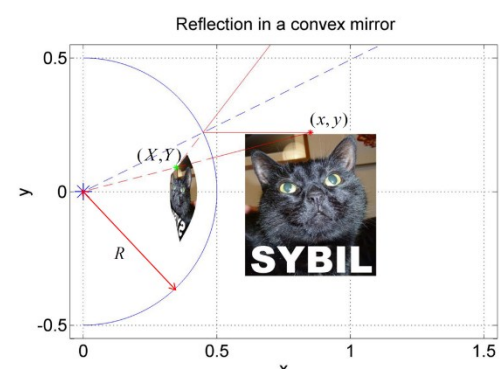 Reflection in a convex mirror
0.5
(x, y)
(X,Y)
y
0
R
SYBIL
-0.5
0
0.5
1
1.5
x